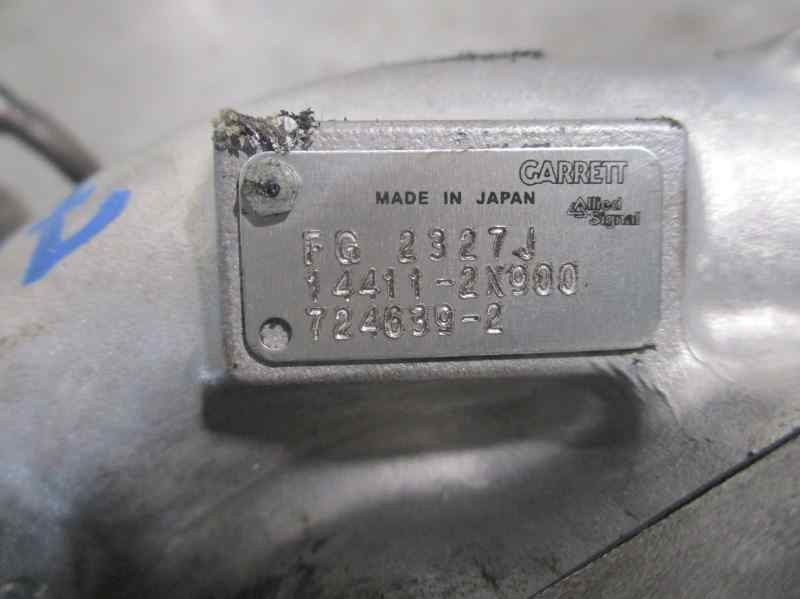 GARRETT
MADE IN JAPAN
Allied
Signal
FG 2327J
14411-2X900
724639-2